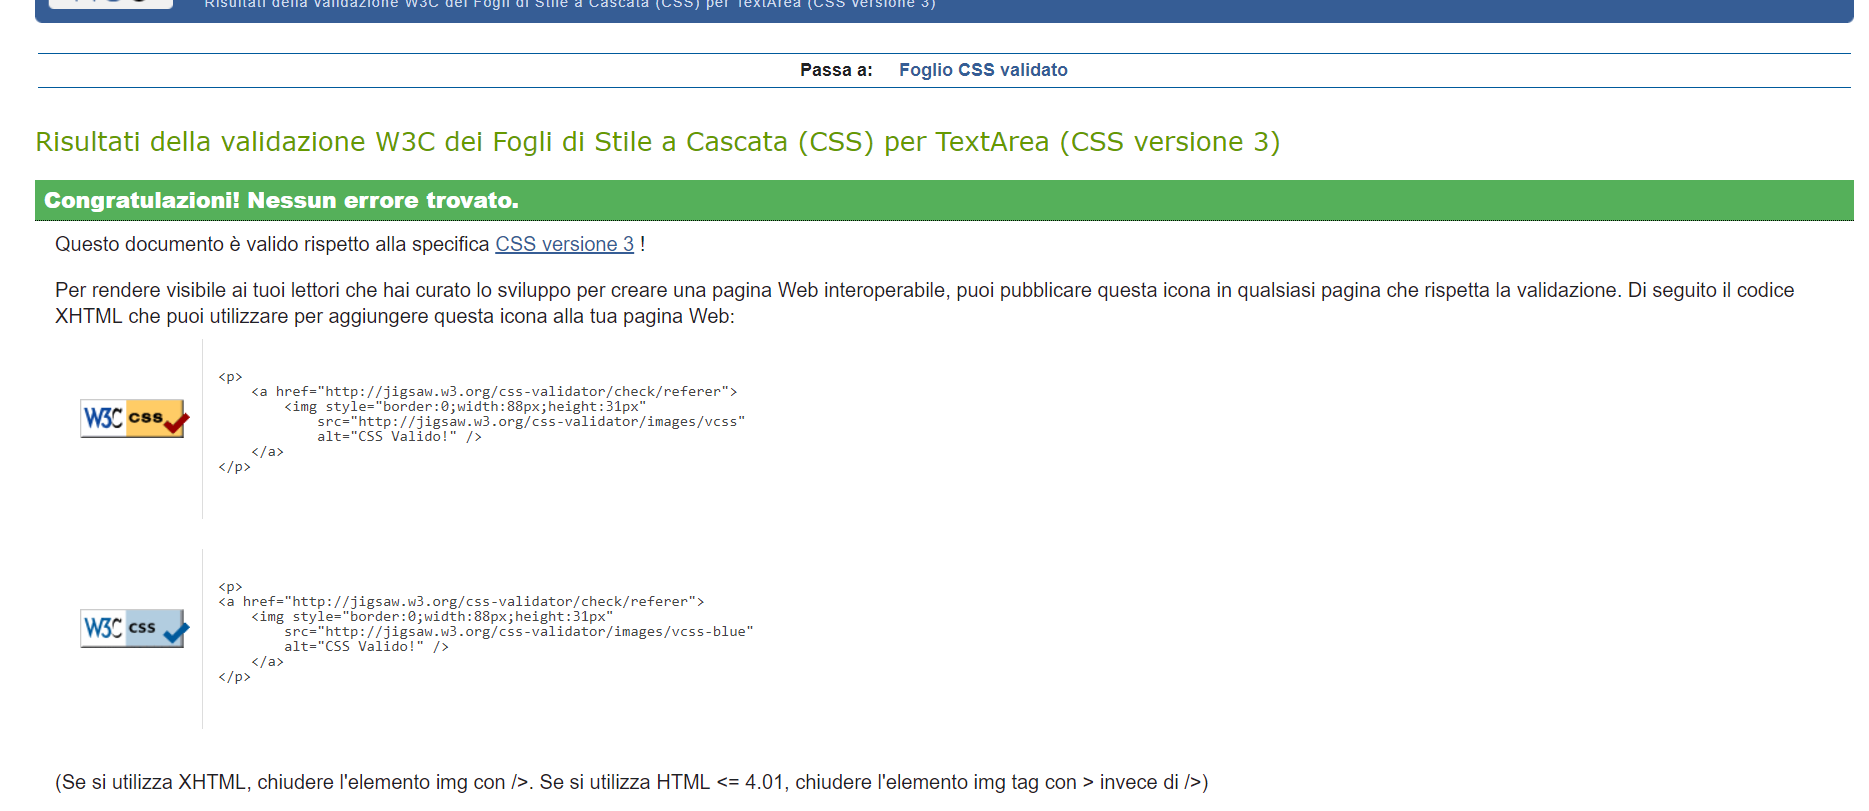 Risultati della validazione W3C dei Fogli di Stile a Cascata (CSS) per TextArea (CSS versione 3)
Passa a: Foglio CSS validato
Risultati della validazione W3C dei Fogli di Stile a Cascata (CSS) per TextArea (CSS versione 3)
Congratulazioni! Nessun errore trovato.
Questo documento è valido rispetto alla specifica CSS versione 3 !
Per rendere visibile ai tuoi lettori che hai curato lo sviluppo per creare una pagina Web interoperabile, puoi pubblicare questa icona in qualsiasi pagina che rispetta la validazione. Di seguito il codice
XHTML che puoi utilizzare per aggiungere questa icona alla tua pagina Web:
W3C css
<p>
    <a href="http://jigsaw.w3.org/css-validator/check/referer">
        <img style="border:0;width:88px;height:31px"
            src="http://jigsaw.w3.org/css-validator/images/vcss"
            alt="CSS Valido!" />
    </a>
</p>
W3C css
<p>
<a href="http://jigsaw.w3.org/css-validator/check/referer">
    <img style="border:0;width:88px;height:31px"
        src="http://jigsaw.w3.org/css-validator/images/vcss-blue"
        alt="CSS Valido!" />
    </a>
</p>
(Se si utilizza XHTML, chiudere l'elemento img con />. Se si utilizza HTML <= 4.01, chiudere l'elemento img tag con > invece di />)